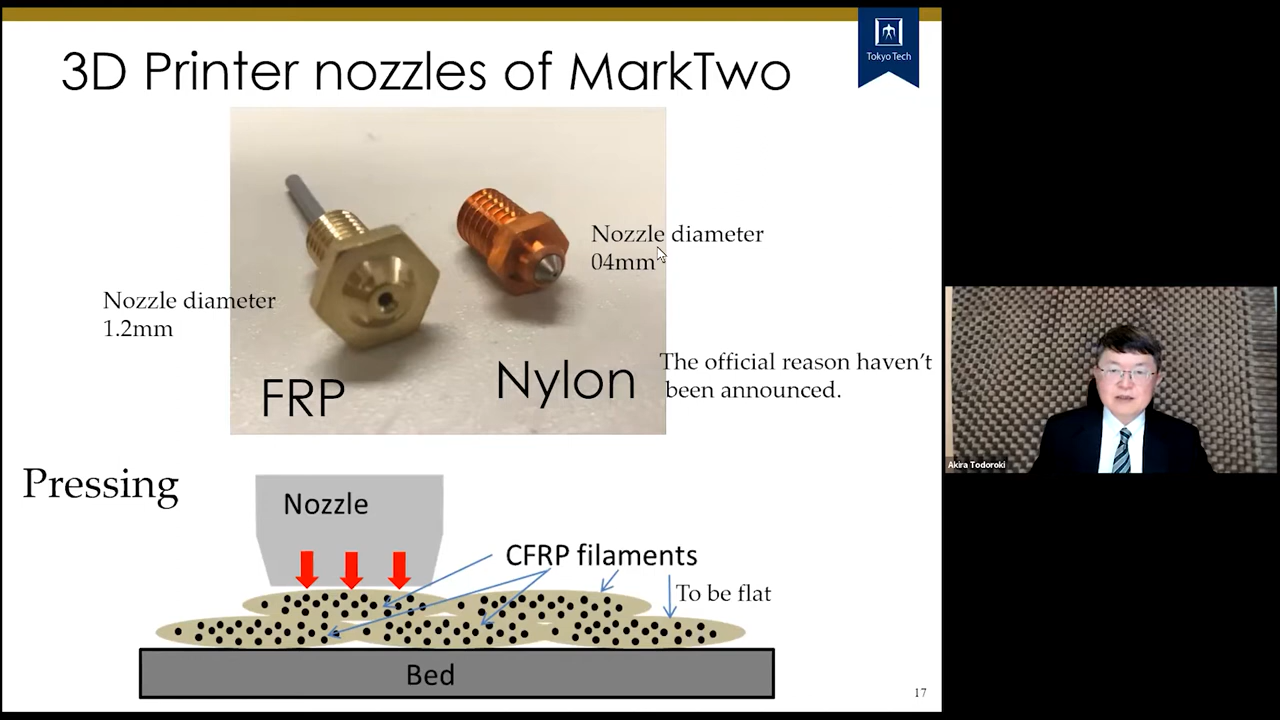 3D Printer nozzles of MarkTwo
Tokyo Tech
Nozzle diameter
04mm
Nozzle diameter
1.2mm
The official reason haven't
been announced.
FRP
Nylon
Pressing
Nozzle
CFRP filaments
To be flat
Bed
17
Akira Todoroki